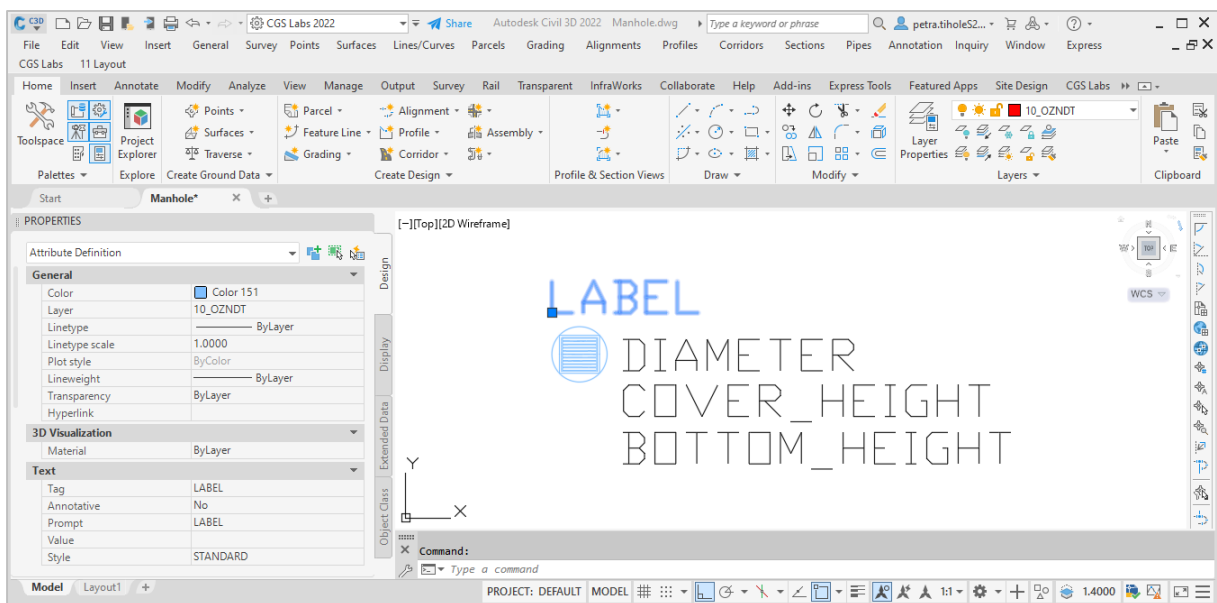 C3D CGS Labs 2022 Share Autodesk Civil 3D 2022 Manhole.dwg Type a keyword or phrase petra.tiholeS2...
File Edit View Insert General Survey Points Surfaces Lines/Curves Parcels Grading Alignments Profiles Corridors Sections Pipes Annotation Inquiry Window Express
CGS Labs 11 Layout
Home Insert Annotate Modify Analyze View Manage Output Survey Rail Transparent InfraWorks Collaborate Help Add-ins Express Tools Featured Apps Site Design CGS Labs
Points Parcel Alignment 10_OZNDT
Surfaces Feature Line Profile Assembly
Toolspace Project Explorer Layer Properties Paste
Traverse Grading Corridor
Palettes Explore Create Ground Data Create Design Profile & Section Views Draw Modify Layers Clipboard
Start Manhole* × +
PROPERTIES
[−][Top][2D Wireframe]
Attribute Definition
General
Color Color 151
Layer 10_OZNDT
Linetype ByLayer
Linetype scale 1.0000
Plot style ByColor
Lineweight ByLayer
Transparency ByLayer
Hyperlink
3D Visualization
Material ByLayer
Text
Tag LABEL
Annotative No
Prompt LABEL
Value
Style STANDARD
Design
Display
Extended Data
Object Class
LABEL
DIAMETER
COVER_HEIGHT
BOTTOM_HEIGHT
Y
X
TOP
WCS
Command:
Type a command
Model Layout1 + PROJECT: DEFAULT MODEL 1:1 1.4000